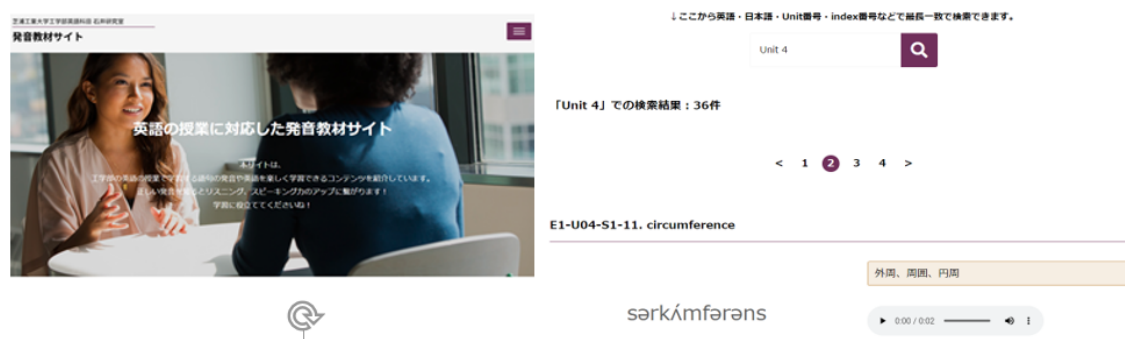 芝浦工業大学工学部英語科目 石井研究室
発音教材サイト
英語の授業に対応した発音教材サイト
本サイトは、
工学部の英語の授業で学習する語句の発音や英語を楽しく学習できるコンテンツを紹介しています。
正しい発音を知るとリスニング、スピーキング力のアップに繋がります！
学習に役立ててくださいね！
↓ここから英語・日本語・Unit番号・index番号などで最長一致で検索できます。
Unit 4
「Unit 4」での検索結果：36件
< 1 2 3 4 >
E1-U04-S1-11. circumference
外周、周囲、円周
sərkʌ́mfərəns
0:00 / 0:02